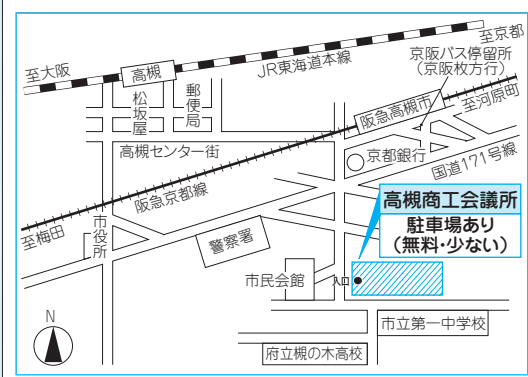 至京都
京阪バス停留所
(京阪枚方行)
至大阪
高槻
JR東海道本線
松坂屋
郵便局
阪急高槻市
至河原町
高槻センター街
京都銀行
国道171号線
阪急京都線
高槻商工会議所
駐車場あり
(無料・少ない)
至梅田
市役所
警察署
市民会館
入口
N
市立第一中学校
府立槻の木高校